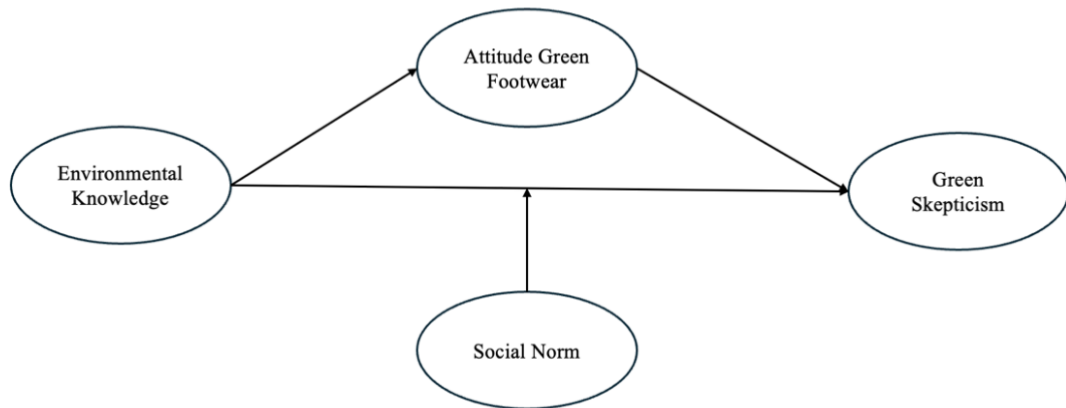 Attitude Green
Footwear
Environmental
Knowledge
Green
Skepticism
Social Norm